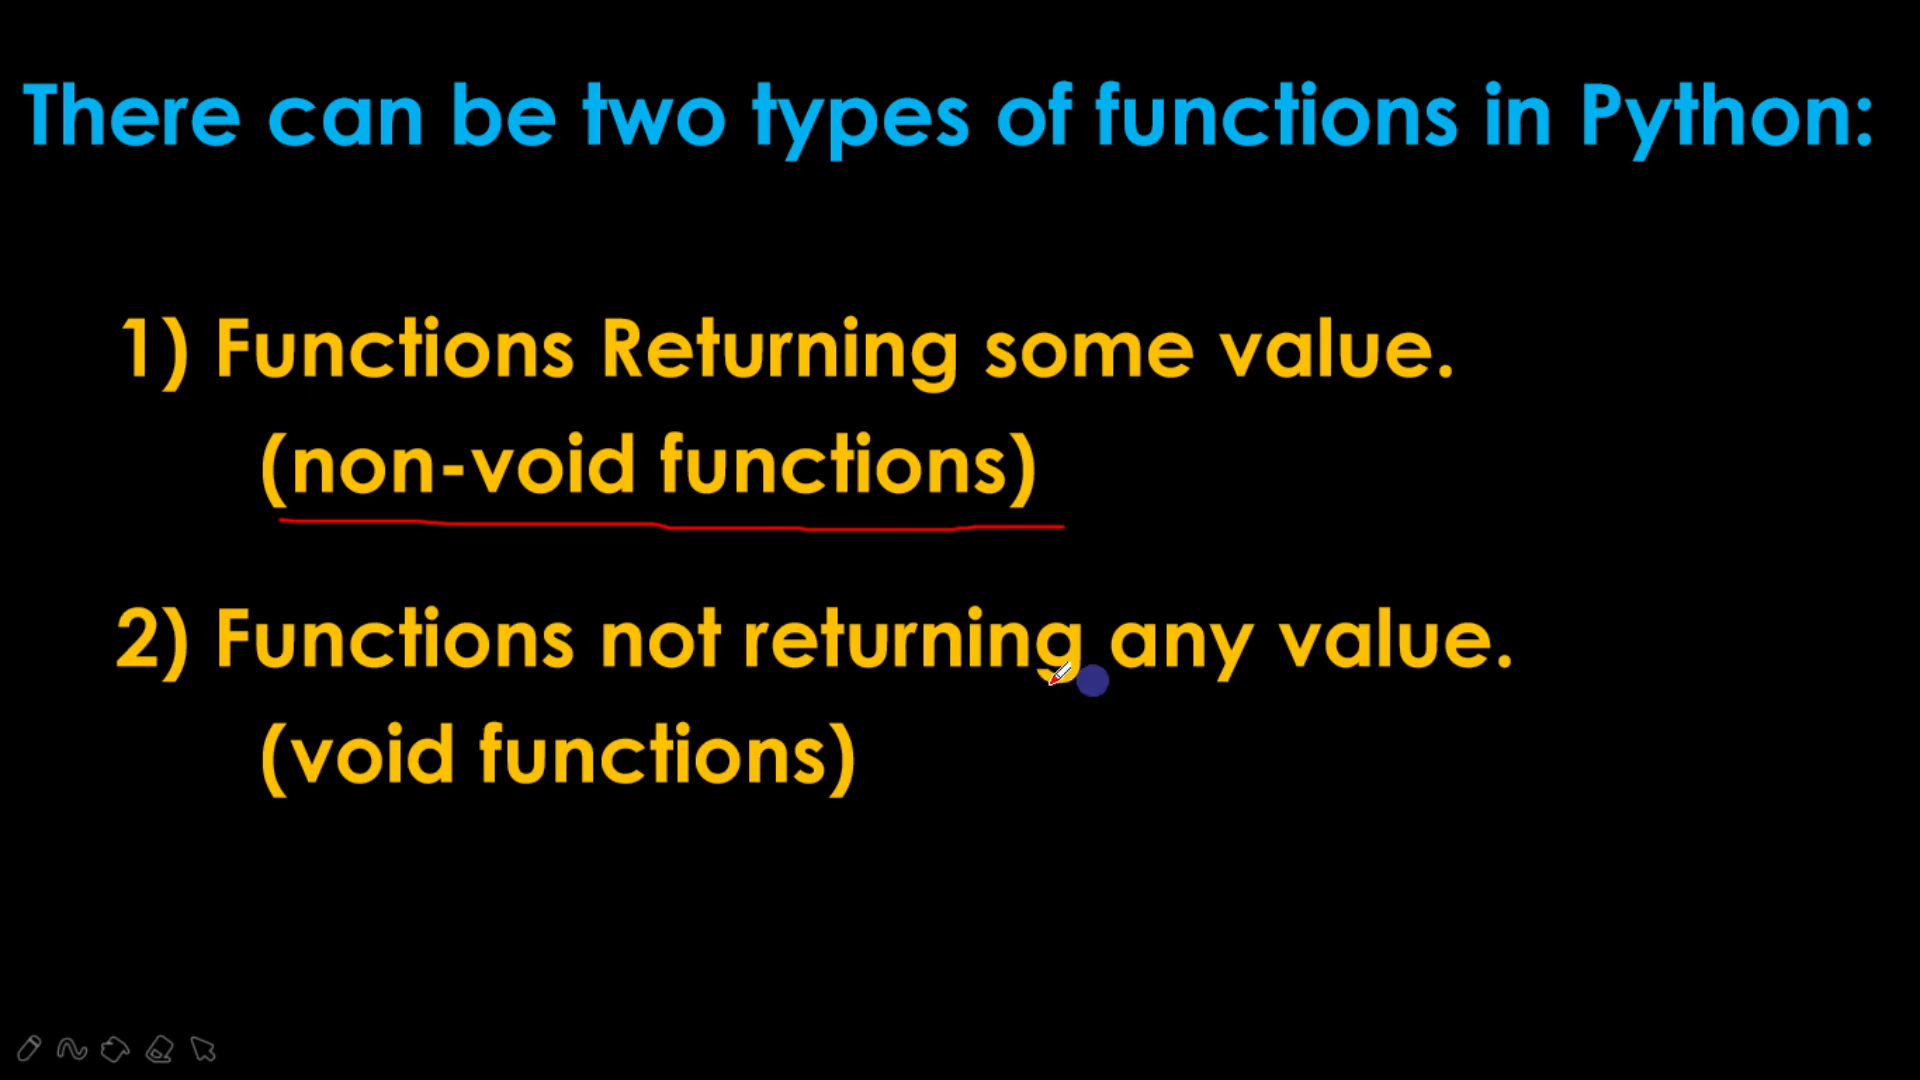 There can be two types of functions in Python:
1) Functions Returning some value.
(non-void functions)
2) Functions not returning any value.
(void functions)